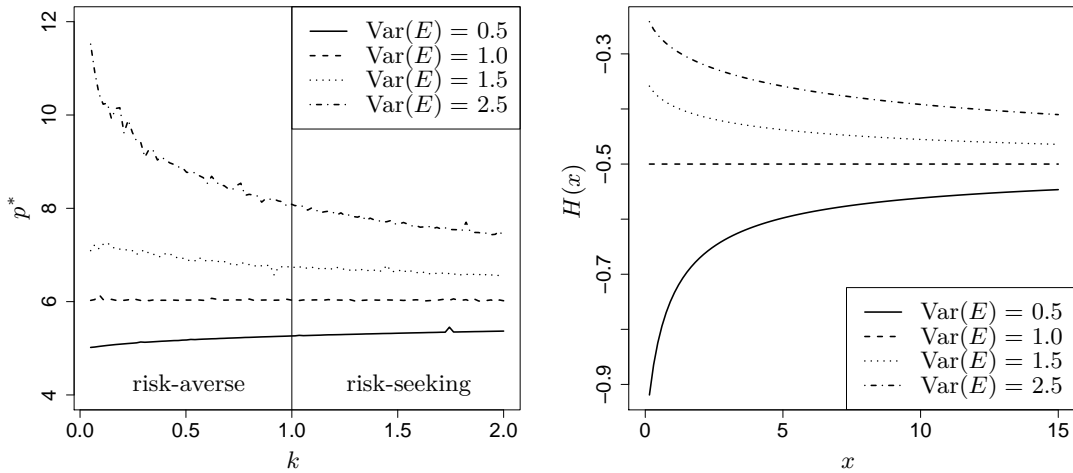 12
10
8
6
4
p*
Var(E) = 0.5
Var(E) = 1.0
Var(E) = 1.5
Var(E) = 2.5
risk-averse
risk-seeking
0.0 0.5 1.0 1.5 2.0
k
−0.3
−0.5
−0.7
−0.9
H(x)
Var(E) = 0.5
Var(E) = 1.0
Var(E) = 1.5
Var(E) = 2.5
0 5 10 15
x